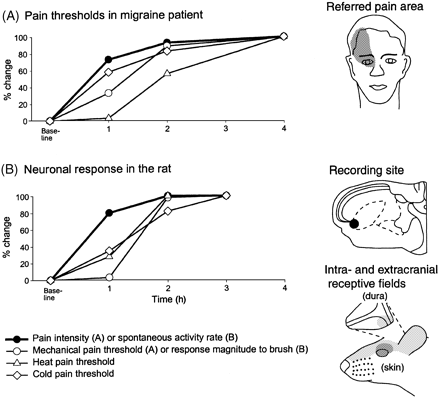 (A) Pain thresholds in migraine patient
Referred pain area
% change
100
80
60
40
20
0
Base-
line
1
2
3
4
(B) Neuronal response in the rat
Recording site
% change
100
80
60
40
20
0
Base-
line
1
2
3
4
Time (h)
Intra- and extracranial
receptive fields
(dura)
(skin)
Pain intensity (A) or spontaneous activity rate (B)
Mechanical pain threshold (A) or response magnitude to brush (B)
Heat pain threshold
Cold pain threshold